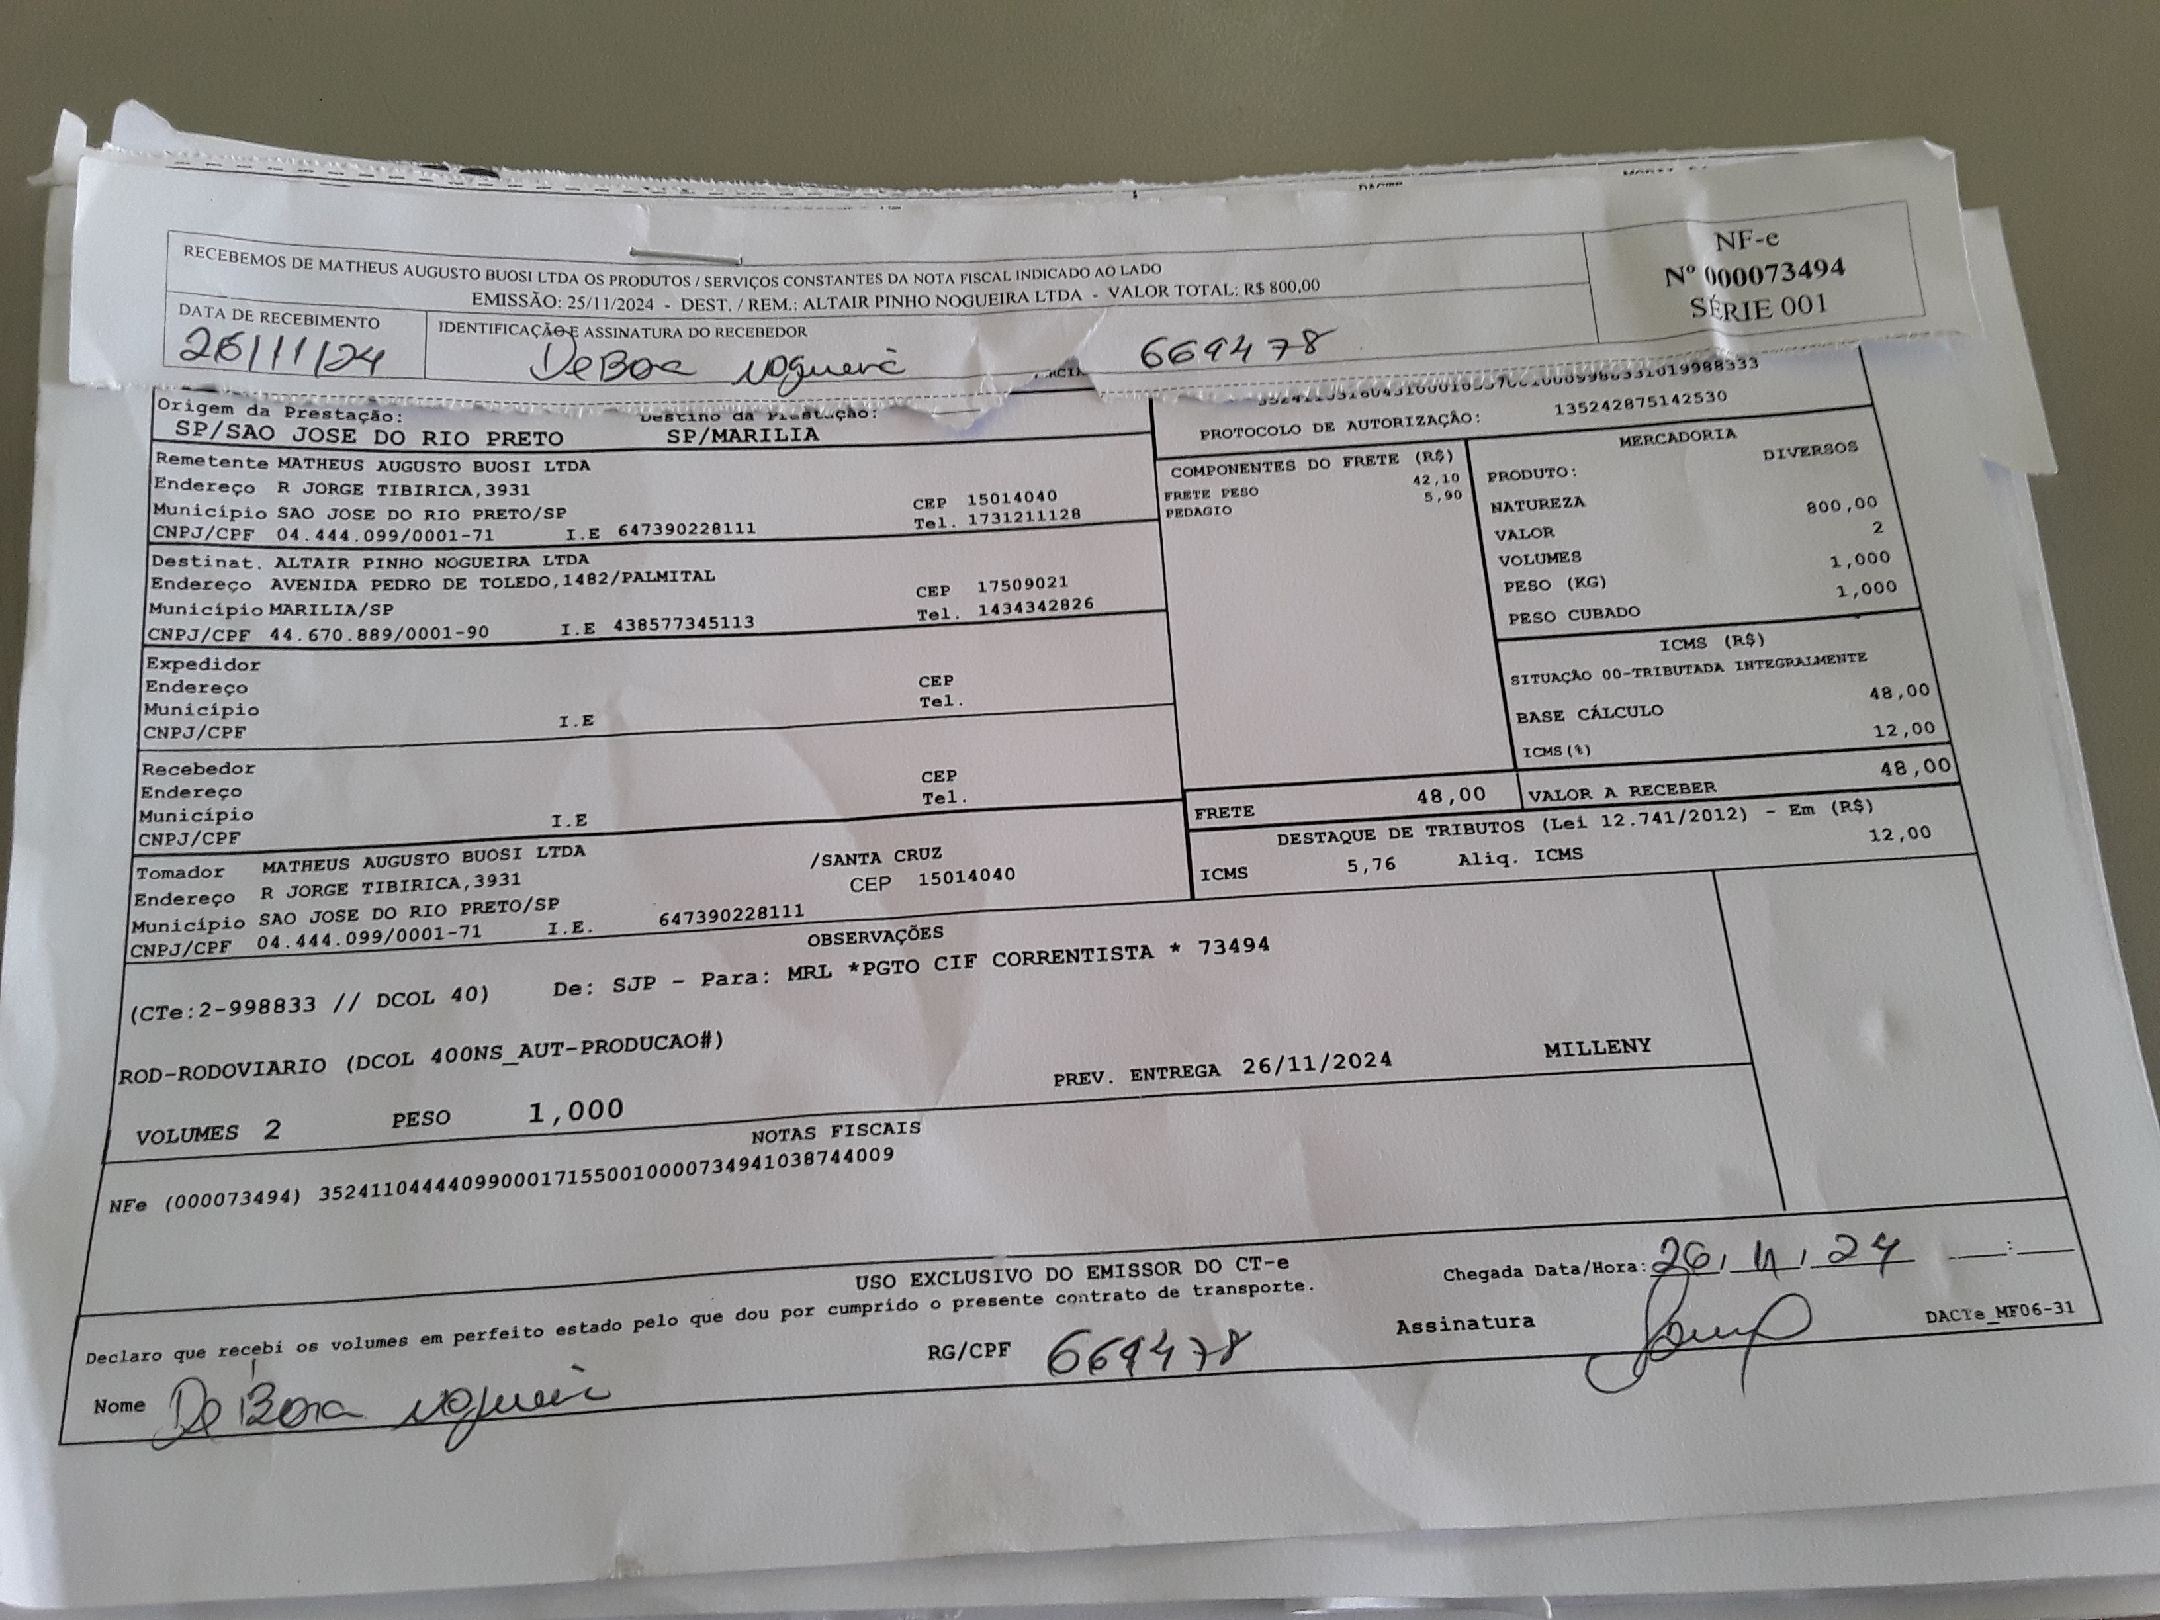 RECEBEMOS DE MATHEUS AUGUSTO BUOSI LTDA OS PRODUTOS / SERVIÇOS CONSTANTES DA NOTA FISCAL INDICADO AO LADO
EMISSÃO: 25/11/2024 - DEST. / REM.: ALTAIR PINHO NOGUEIRA LTDA - VALOR TOTAL: R$ 800,00
NF-e
Nº 000073494
SÉRIE 001
DATA DE RECEBIMENTO
26/11/24
IDENTIFICAÇÃO E ASSINATURA DO RECEBEDOR
669478
Origem da Prestação: Destino da Prestação:
SP/SAO JOSE DO RIO PRETO SP/MARILIA
PROTOCOLO DE AUTORIZAÇÃO: 135242875142530
Remetente MATHEUS AUGUSTO BUOSI LTDA
Endereço R JORGE TIBIRICA,3931 CEP 15014040
Município SAO JOSE DO RIO PRETO/SP Tel. 1731211128
CNPJ/CPF 04.444.099/0001-71 I.E 647390228111
Destinat. ALTAIR PINHO NOGUEIRA LTDA
Endereço AVENIDA PEDRO DE TOLEDO,1482/PALMITAL CEP 17509021
Município MARILIA/SP Tel. 1434342826
CNPJ/CPF 44.670.889/0001-90 I.E 438577345113
Expedidor
Endereço CEP
Município Tel.
CNPJ/CPF I.E
Recebedor
Endereço CEP
Município Tel.
CNPJ/CPF I.E
Tomador MATHEUS AUGUSTO BUOSI LTDA /SANTA CRUZ
Endereço R JORGE TIBIRICA,3931 CEP 15014040
Município SAO JOSE DO RIO PRETO/SP
CNPJ/CPF 04.444.099/0001-71 I.E. 647390228111
COMPONENTES DO FRETE (R$)
FRETE PESO 42,10
PEDAGIO 5,90
MERCADORIA
PRODUTO: DIVERSOS
NATUREZA
VALOR 800,00
VOLUMES 2
PESO (KG) 1,000
PESO CUBADO 1,000
ICMS (R$)
SITUAÇÃO 00-TRIBUTADA INTEGRALMENTE
BASE CÁLCULO 48,00
ICMS(%) 12,00
FRETE 48,00 VALOR A RECEBER 48,00
DESTAQUE DE TRIBUTOS (Lei 12.741/2012) - Em (R$)
ICMS 5,76 Aliq. ICMS 12,00
OBSERVAÇÕES
(CTe:2-998833 // DCOL 40) De: SJP - Para: MRL *PGTO CIF CORRENTISTA * 73494
ROD-RODOVIARIO (DCOL 400NS_AUT-PRODUCAO#)
PREV. ENTREGA 26/11/2024 MILLENY
VOLUMES 2 PESO 1,000
NOTAS FISCAIS
NFe (000073494) 35241104444099000171550010000734941038744009
USO EXCLUSIVO DO EMISSOR DO CT-e
Declaro que recebi os volumes em perfeito estado pelo que dou por cumprido o presente contrato de transporte.
Chegada Data/Hora: 26/11/24
Nome RG/CPF 669478 Assinatura
DACTe_MF06-31